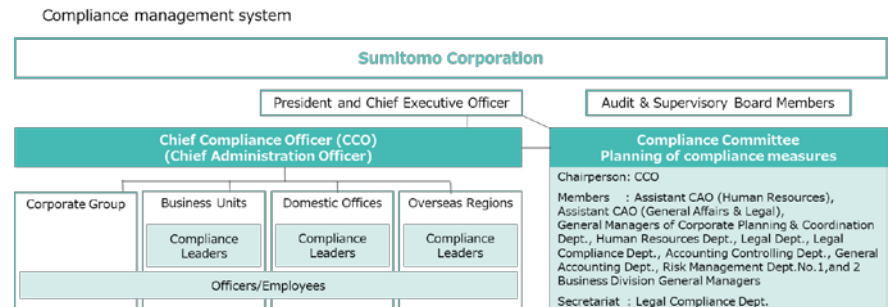 Compliance management system
Sumitomo Corporation
President and Chief Executive Officer
Audit & Supervisory Board Members
Chief Compliance Officer (CCO)
(Chief Administration Officer)
Compliance Committee
Planning of compliance measures
Chairperson: CCO
Members : Assistant CAO (Human Resources),
Assistant CAO (General Affairs & Legal),
General Managers of Corporate Planning & Coordination
Dept., Human Resources Dept., Legal Dept., Legal
Compliance Dept., Accounting Controlling Dept., General
Accounting Dept., Risk Management Dept.No.1,and 2
Business Division General Managers
Secretariat : Legal Compliance Dept.
Corporate Group
Business Units
Domestic Offices
Overseas Regions
Compliance
Leaders
Compliance
Leaders
Compliance
Leaders
Officers/Employees